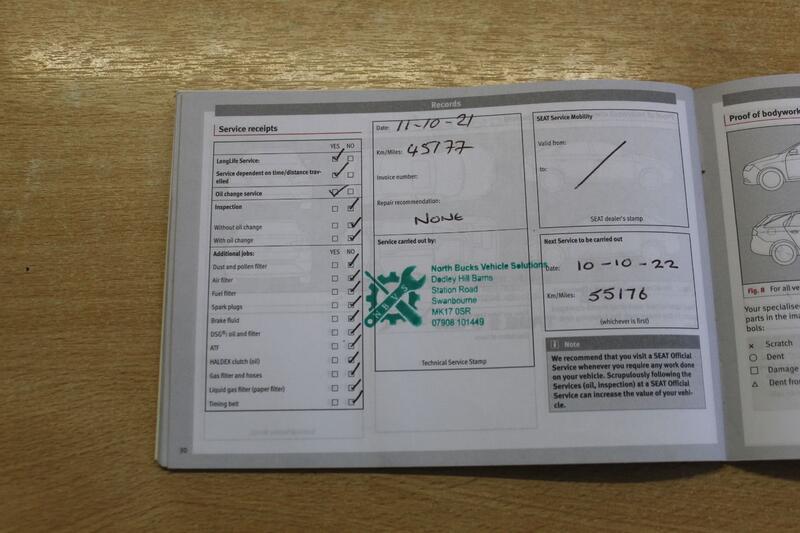 Records
Service receipts
YES NO
LongLife Service:
Service dependent on time/distance trav-
elled
Oil change service
Inspection
Without oil change
With oil change
Additional jobs: YES NO
Dust and pollen filter
Air filter
Fuel filter
Spark plugs
Brake fluid
DSG®: oil and filter
ATF
HALDEX clutch (oil)
Gas filter and hoses
Liquid gas filter (paper filter)
Timing belt
30
Date: 11-10-21
Km/Miles: 45177
Invoice number:
Repair recommendation:
NONE
Service carried out by:
NBVS
North Bucks Vehicle Solutions
Dedley Hill Barns
Station Road
Swanbourne
MK17 0SR
07908 101449
Technical Service Stamp
SEAT Service Mobility
Valid from:
to:
SEAT dealer's stamp
Next Service to be carried out
Date: 10-10-22
Km/Miles: 55176
(whichever is first)
i Note
We recommend that you visit a SEAT Official
Service whenever you require any work done
on your vehicle. Scrupulously following the
Services (oil, inspection) at a SEAT Official
Service can increase the value of your vehi-
cle.
Proof of bodywork
Fig. 8 For all ve
Your specialise
parts in the ima
bols:
× Scratch
Dent
Damage
Dent fro